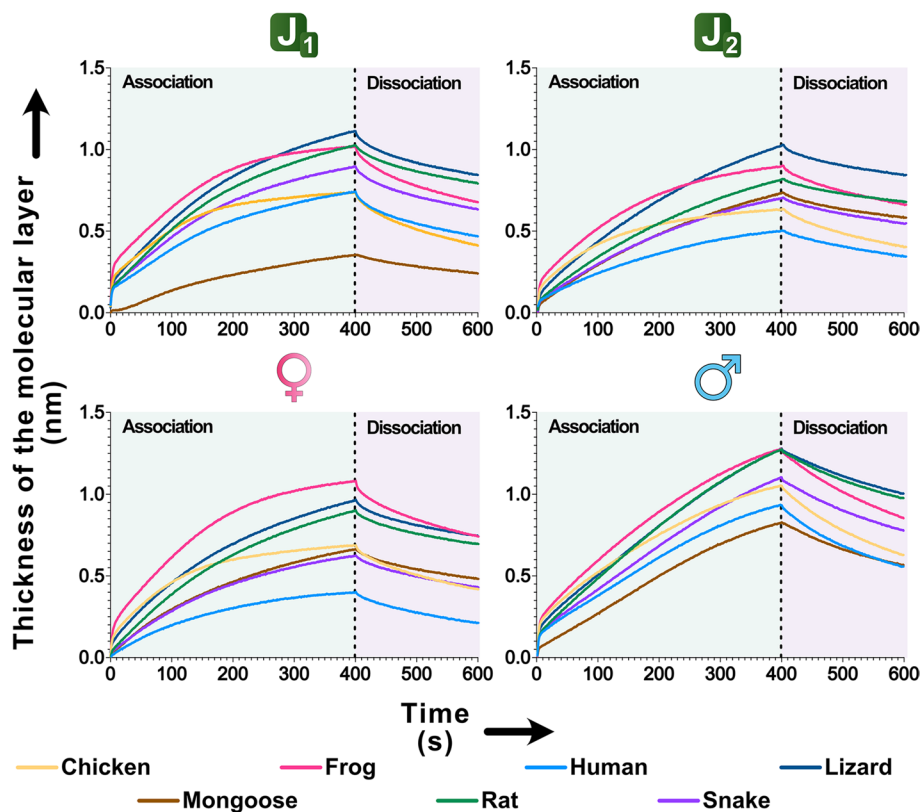 J1
J2
1.5
Association
Dissociation
1.0
0.5
0.0
0 100 200 300 400 500 600
1.5
Association
Dissociation
1.0
0.5
0.0
0 100 200 300 400 500 600
♀
♂
1.5
Association
Dissociation
1.0
0.5
0.0
0 100 200 300 400 500 600
1.5
Association
Dissociation
1.0
0.5
0.0
0 100 200 300 400 500 600
Thickness of the molecular layer
(nm)
Time
(s)
Chicken
Frog
Human
Lizard
Mongoose
Rat
Snake